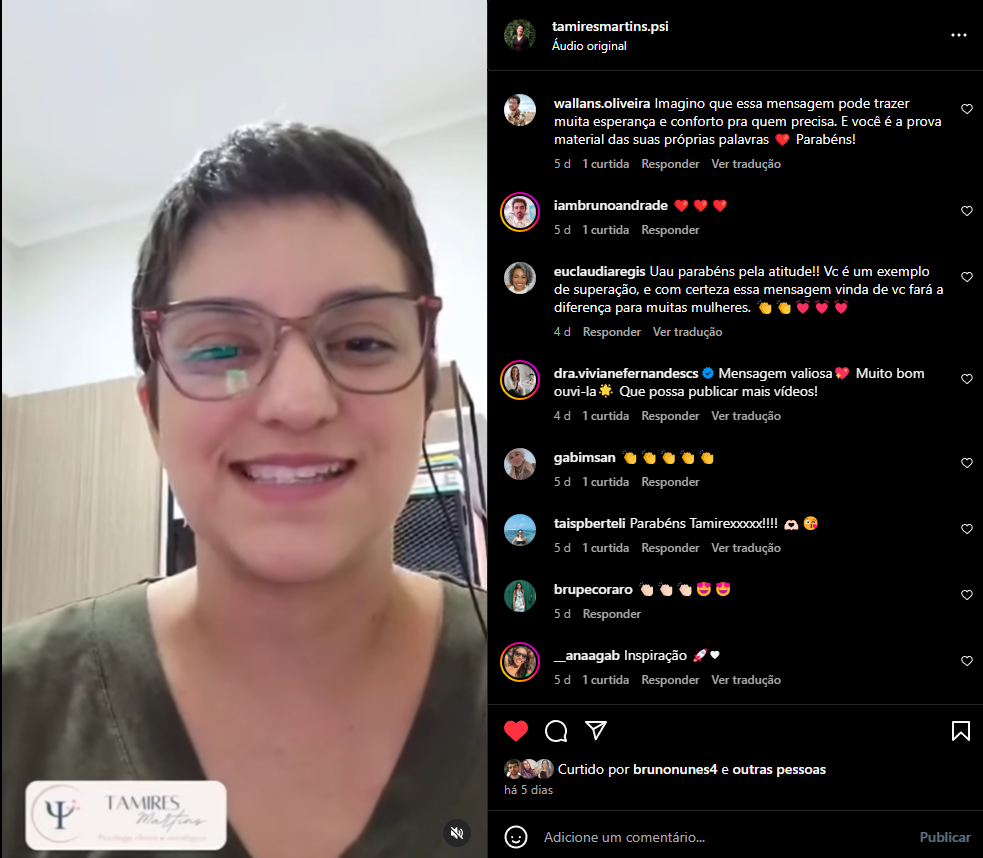 tamiresmartins.psi
Áudio original
wallans.oliveira Imagino que essa mensagem pode trazer
muita esperança e conforto pra quem precisa. E você é a prova
material das suas próprias palavras ❤️ Parabéns!
5 d 1 curtida Responder Ver tradução
iambrunoandrade ❤️ ❤️ ❤️
5 d 1 curtida Responder
euclaudiaregis Uau parabéns pela atitude!! Vc é um exemplo
de superação, e com certeza essa mensagem vinda de vc fará a
diferença para muitas mulheres. 👏 👏 💓 💓 💓
4 d Responder Ver tradução
dra.vivianefernandescs Mensagem valiosa💖 Muito bom
ouvi-la🌟 Que possa publicar mais vídeos!
4 d 1 curtida Responder Ver tradução
gabimsan 👏 👏 👏 👏 👏
5 d 1 curtida Responder
taispberteli Parabéns Tamirexxxxx!!!! 🫶🏻 😘
5 d 1 curtida Responder Ver tradução
brupecoraro 👏🏻 👏🏻 👏🏻 😍 😍
5 d Responder
__anaagab Inspiração 🚀🤍
5 d 1 curtida Responder Ver tradução
Curtido por brunonunes4 e outras pessoas
há 5 dias
Adicione um comentário...
Publicar
TAMIRES
Martins